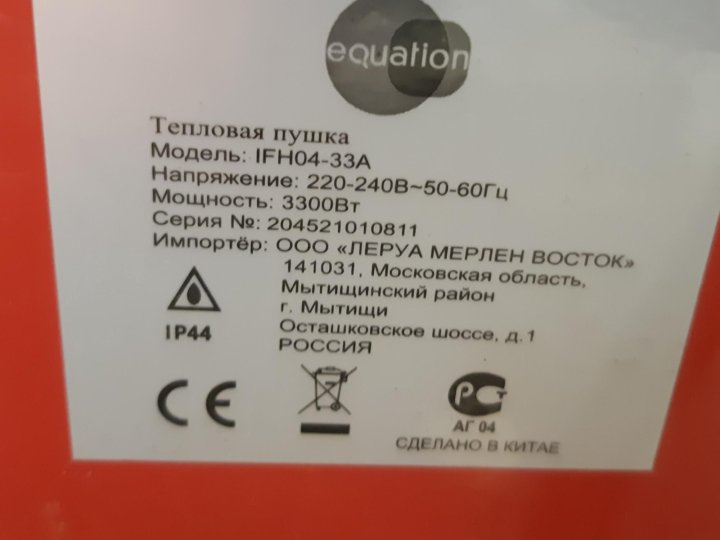 equation
Тепловая пушка
Модель: IFH04-33A
Напряжение: 220-240В~50-60Гц
Мощность: 3300Вт
Серия №: 204521010811
Импортёр: ООО «ЛЕРУА МЕРЛЕН ВОСТОК»
141031, Московская область,
Мытищинский район
г. Мытищи
Осташковское шоссе, д.1
РОССИЯ
IP44
CE
РСТ
АГ 04
СДЕЛАНО В КИТАЕ